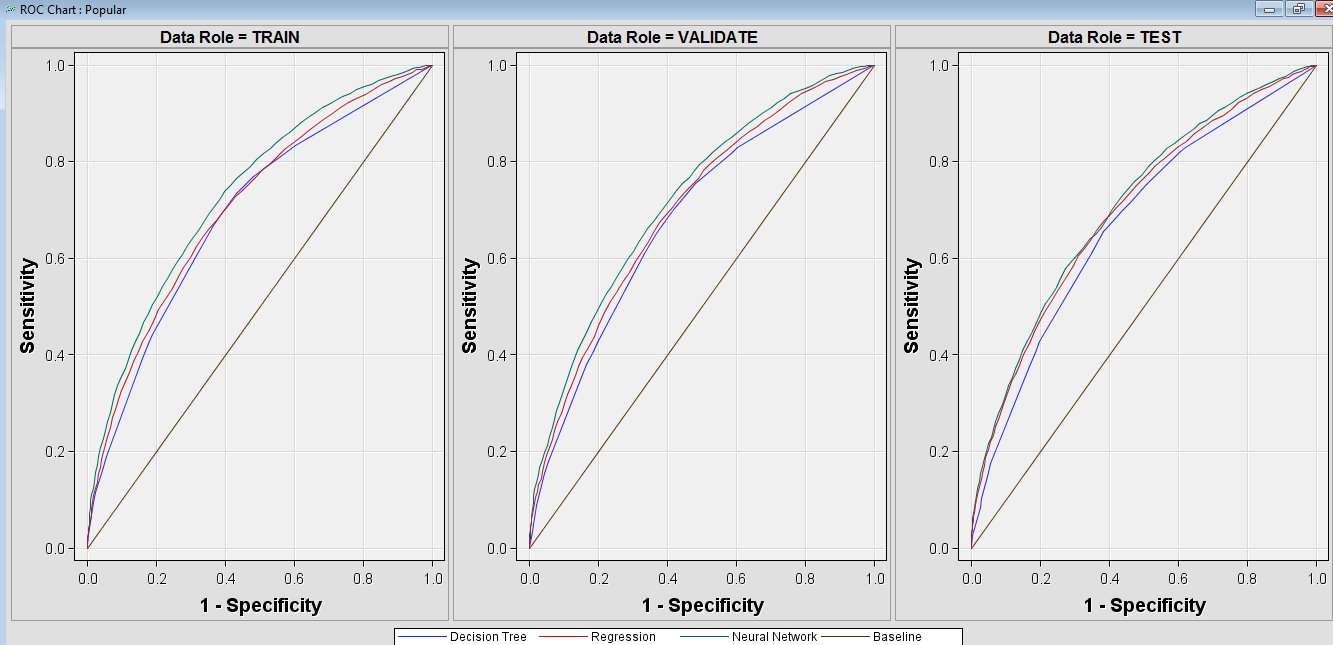 ROC Chart : Popular
Data Role = TRAIN
1.0
0.8
0.6
0.4
0.2
0.0
Sensitivity
0.0 0.2 0.4 0.6 0.8 1.0
1 - Specificity
Data Role = VALIDATE
1.0
0.8
0.6
0.4
0.2
0.0
Sensitivity
0.0 0.2 0.4 0.6 0.8 1.0
1 - Specificity
Data Role = TEST
1.0
0.8
0.6
0.4
0.2
0.0
Sensitivity
0.0 0.2 0.4 0.6 0.8 1.0
1 - Specificity
Decision Tree Regression Neural Network Baseline